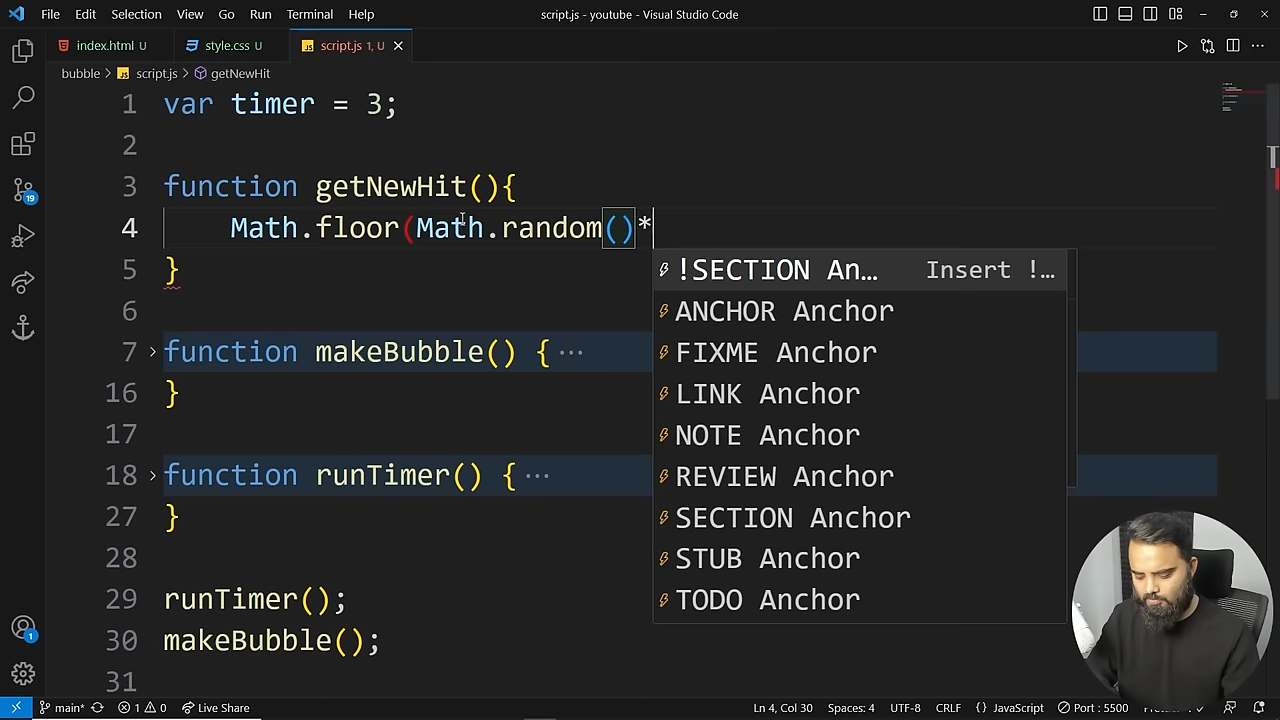 File Edit Selection View Go Run Terminal Help
script.js - youtube - Visual Studio Code
index.html U
style.css U
script.js 1, U
bubble > script.js > getNewHit
1 var timer = 3;
2
3 function getNewHit(){
4 Math.floor(Math.random()*
5 }
6
7 function makeBubble() { ···
16 }
17
18 function runTimer() { ···
27 }
28
29 runTimer();
30 makeBubble();
31
!SECTION An… Insert !…
ANCHOR Anchor
FIXME Anchor
LINK Anchor
NOTE Anchor
REVIEW Anchor
SECTION Anchor
STUB Anchor
TODO Anchor
19
1
main* 1 0 Live Share
Ln 4, Col 30 Spaces: 4 UTF-8 CRLF {} JavaScript Port : 5500